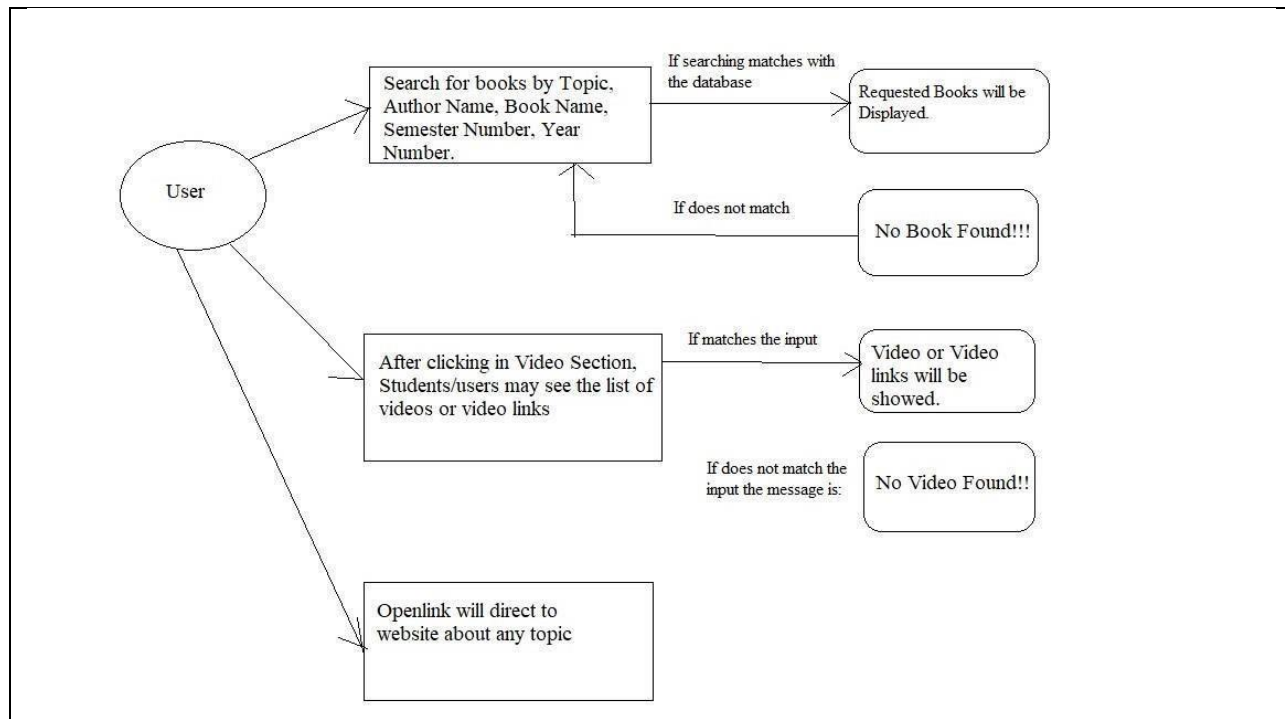 User
Search for books by Topic,
Author Name, Book Name,
Semester Number, Year
Number.
If searching matches with
the database
Requested Books will be
Displayed.
If does not match
No Book Found!!!
After clicking in Video Section,
Students/users may see the list of
videos or video links
If matches the input
Video or Video
links will be
showed.
If does not match the
input the message is:
No Video Found!!
Openlink will direct to
website about any topic